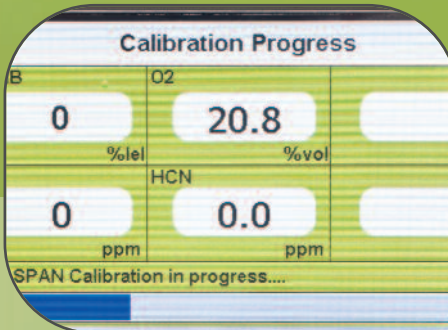 Calibration Progress
B O2
0 20.8
%lel %vol
HCN
0 0.0
ppm ppm
SPAN Calibration in progress....